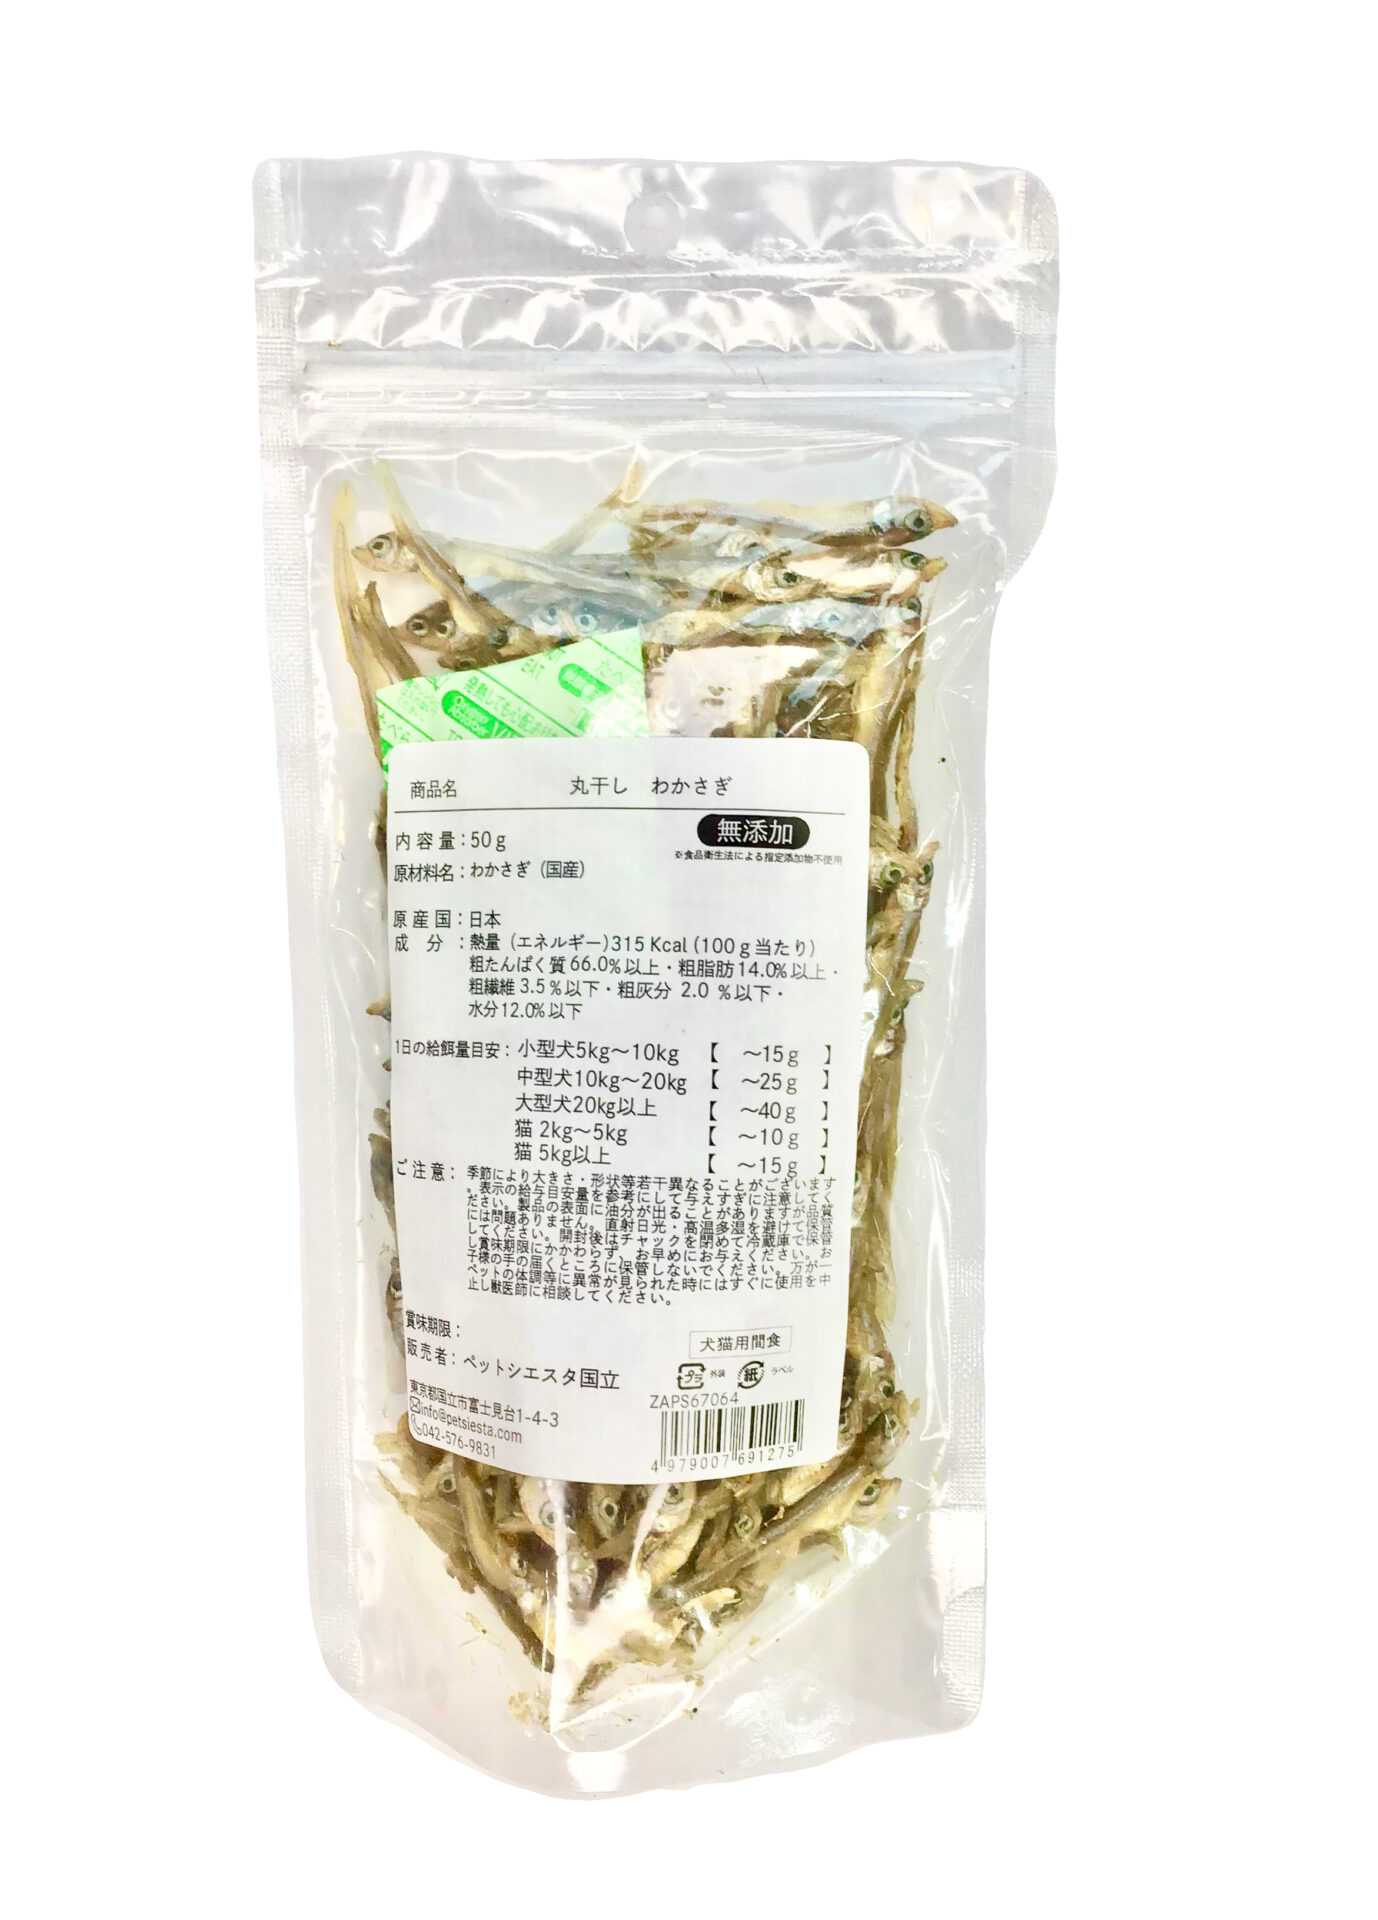 EAT
たべ
発熱しても心配あ
たべら
商品名 丸干し わかさぎ
無添加
内容量:50g
※食品衛生法による指定添加物不使用
原材料名:わかさぎ(国産)
原産国:日本
成 分:熱量(エネルギー)315 Kcal(100g当たり)
粗たんぱく質66.0%以上・粗脂肪14.0%以上・
粗繊維3.5%以下・粗灰分 2.0 %以下・
水分12.0%以下
1日の給餌量目安:小型犬5kg〜10kg 【 〜15g 】
中型犬10kg〜20kg 【 〜25g 】
大型犬20kg以上 【 〜40g 】
猫 2kg〜5kg 【 〜10g 】
猫 5kg以上 【 〜15g 】
ご注意:季節により大きさ・形状等若干異なることがございます
。表示の給与目安量を参考にして与えすぎに注意してく
ださい。製品の表面に油分が出ることがありますが品質
には問題ありません。直射日光・高温多湿を避けて保管
してください。開封後はチャックを閉めて冷蔵庫で保管
し賞味期限にかかわらず、お早めにお与えください。お
子様の手の届くところに保管しないでください。万が一
ペットの体調等に異常が見られた時にはすぐに使用を中
止し獣医師に相談してください。
賞味期限:
犬猫用間食
販売者:ペットシエスタ国立
プラ 外装 紙 ラベル
東京都国立市富士見台1-4-3
ZAPS67064
info@petsiesta.com
042-576-9831
4 979007 691275